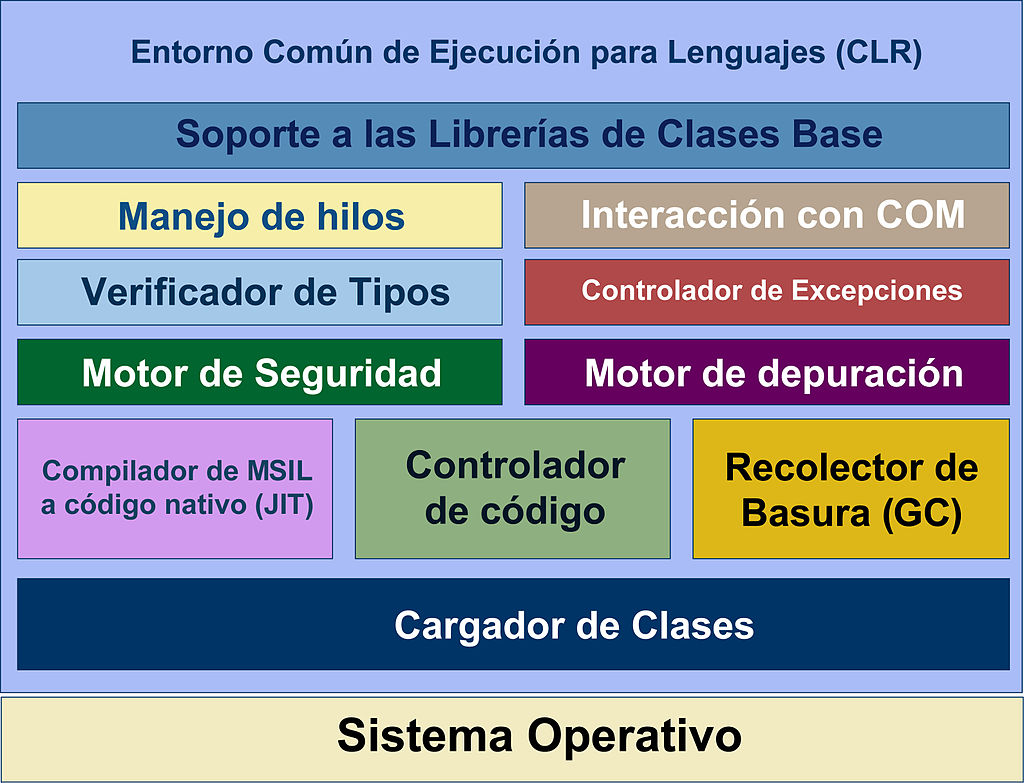 Entorno Común de Ejecución para Lenguajes (CLR)
Soporte a las Librerías de Clases Base
Manejo de hilos
Interacción con COM
Verificador de Tipos
Controlador de Excepciones
Motor de Seguridad
Motor de depuración
Compilador de MSIL
a código nativo (JIT)
Controlador
de código
Recolector de
Basura (GC)
Cargador de Clases
Sistema Operativo